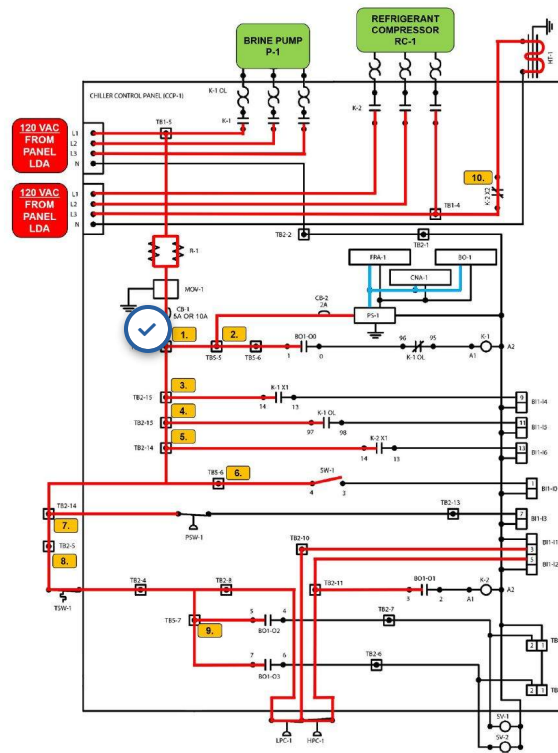 BRINE PUMP
P-1
REFRIGERANT
COMPRESSOR
RC-1
HT-1
K-1 OL
K-2
CHILLER CONTROL PANEL (CCP-1)
120 VAC
FROM
PANEL
LDA
L1
L2
L3
N
TB1-5
K-1
120 VAC
FROM
PANEL
LDA
L1
L2
L3
N
10.
K-2 X2
TB1-4
TB2-2
TB2-1
R-1
FRA-1
BO-1
CNA-1
MOV-1
CB-1
5A OR 10A
CB-2
2A
PS-1
1.
2.
TB5-5
TB5-6
BO1-O0
1
0
96
95
K-1 OL
K-1
A1
A2
3.
TB2-15
K-1 X1
14
13
9
BI1-I4
4.
TB2-15
K-1 OL
97
98
11
BI1-I5
5.
TB2-14
K-2 X1
14
13
13
BI1-I6
TB5-6
6.
SW-1
4
3
1
BI1-I0
TB2-14
7.
PSW-1
TB2-13
7
BI1-I3
TB2-5
8.
TB2-10
BI1-I1
3
5
BI1-I2
TSW-1
TB2-4
TB2-8
TB2-11
BO1-O1
3
2
K-2
A1
A2
TB5-7
9.
5
4
BO1-O2
TB2-7
7
6
BO1-O3
TB2-6
2
1
TB
2
1
TB
LPC-1
HPC-1
SV-1
SV-2